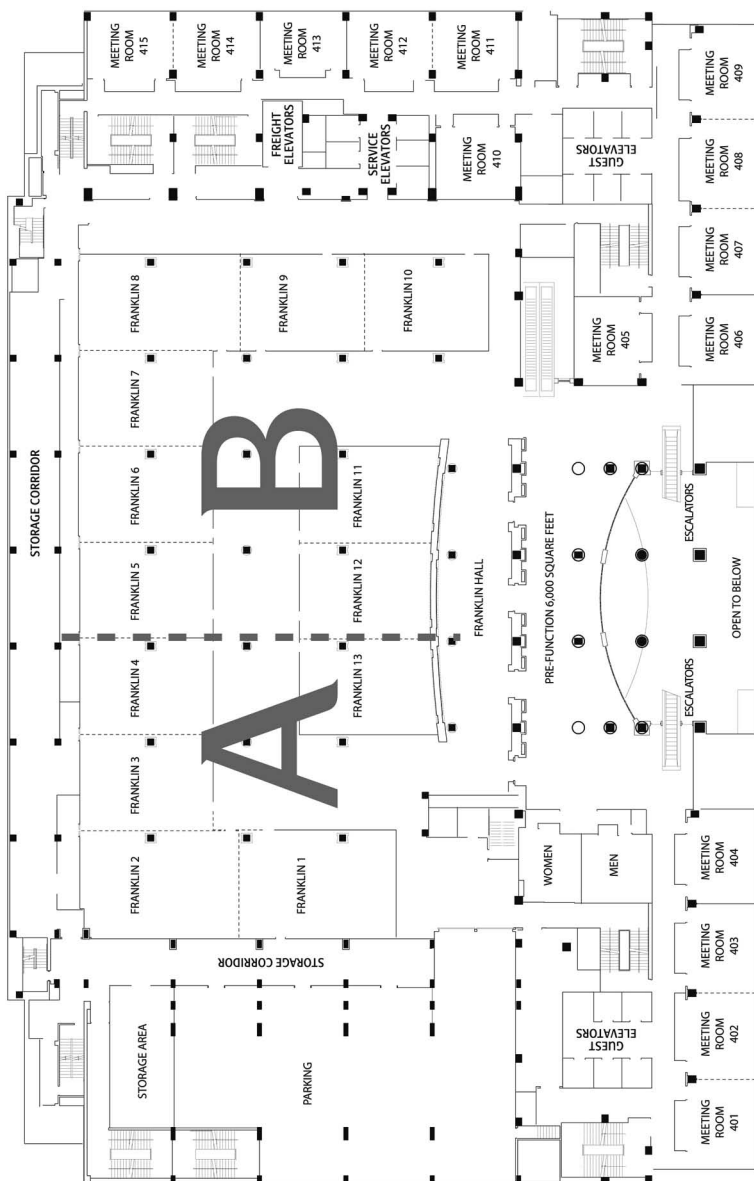 MEETING
ROOM
415
MEETING
ROOM
414
MEETING
ROOM
413
MEETING
ROOM
412
MEETING
ROOM
411
FREIGHT
ELEVATORS
SERVICE
ELEVATORS
MEETING
ROOM
410
GUEST
ELEVATORS
MEETING
ROOM
409
MEETING
ROOM
408
MEETING
ROOM
407
MEETING
ROOM
406
MEETING
ROOM
405
STORAGE CORRIDOR
FRANKLIN 8
FRANKLIN 9
FRANKLIN 10
FRANKLIN 7
FRANKLIN 6
FRANKLIN 5
FRANKLIN 4
FRANKLIN 3
FRANKLIN 2
FRANKLIN 1
FRANKLIN 11
FRANKLIN 12
FRANKLIN 13
A
B
FRANKLIN HALL
PRE-FUNCTION 6,000 SQUARE FEET
ESCALATORS
ESCALATORS
OPEN TO BELOW
STORAGE CORRIDOR
STORAGE AREA
PARKING
WOMEN
MEN
GUEST
ELEVATORS
MEETING
ROOM
404
MEETING
ROOM
403
MEETING
ROOM
402
MEETING
ROOM
401